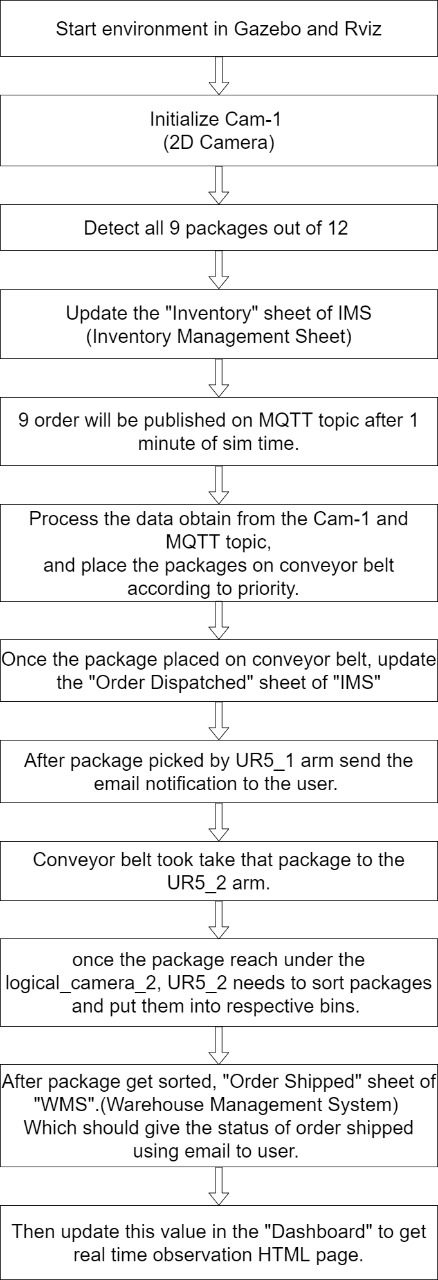 Start environment in Gazebo and Rviz
Initialize Cam-1
(2D Camera)
Detect all 9 packages out of 12
Update the "Inventory" sheet of IMS
(Inventory Management Sheet)
9 order will be published on MQTT topic after 1
minute of sim time.
Process the data obtain from the Cam-1 and
MQTT topic,
and place the packages on conveyor belt
according to priority.
Once the package placed on conveyor belt, update
the "Order Dispatched" sheet of "IMS"
After package picked by UR5_1 arm send the
email notification to the user.
Conveyor belt took take that package to the
UR5_2 arm.
once the package reach under the
logical_camera_2, UR5_2 needs to sort packages
and put them into respective bins.
After package get sorted, "Order Shipped" sheet of
"WMS".(Warehouse Management System)
Which should give the status of order shipped
using email to user.
Then update this value in the "Dashboard" to get
real time observation HTML page.